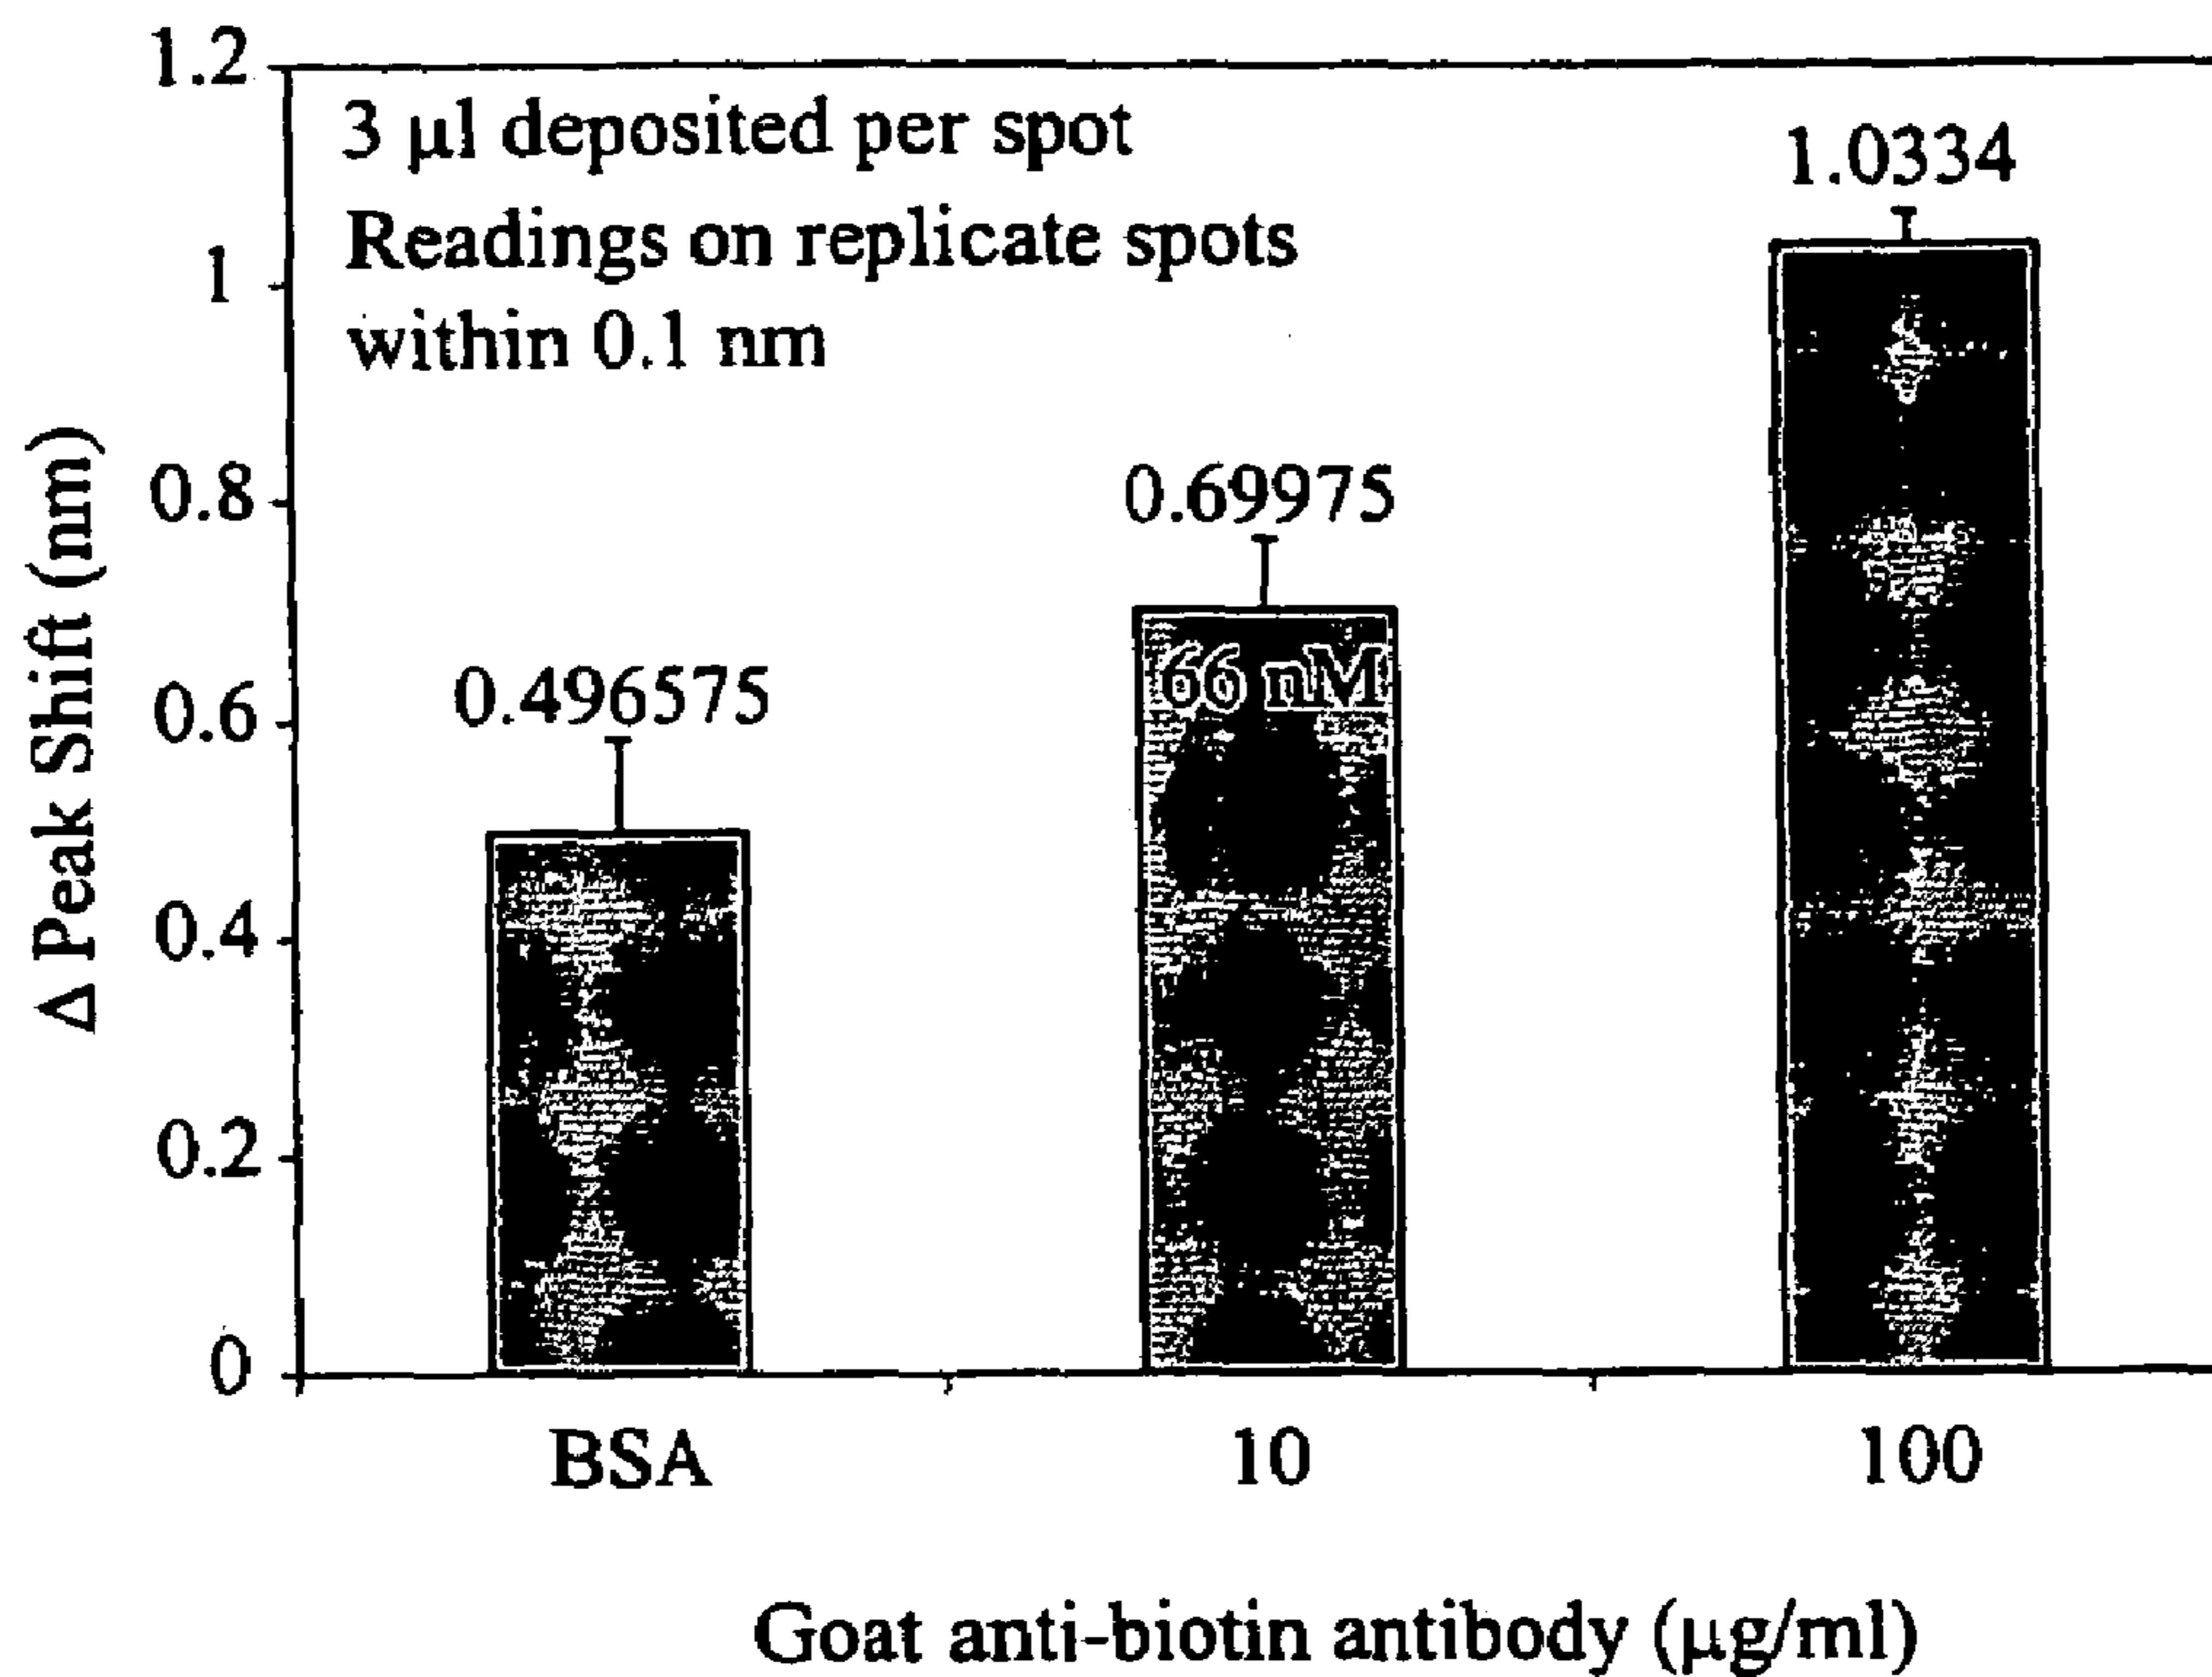 1.2
3 µl deposited per spot
1.0334
Readings on replicate spots
1
within 0.1 nm
0.8
0.69975
66 nM
0.6
0.496575
Δ Peak Shift (nm)
0.4
0.2
0
BSA 10 100
Goat anti-biotin antibody (µg/ml)